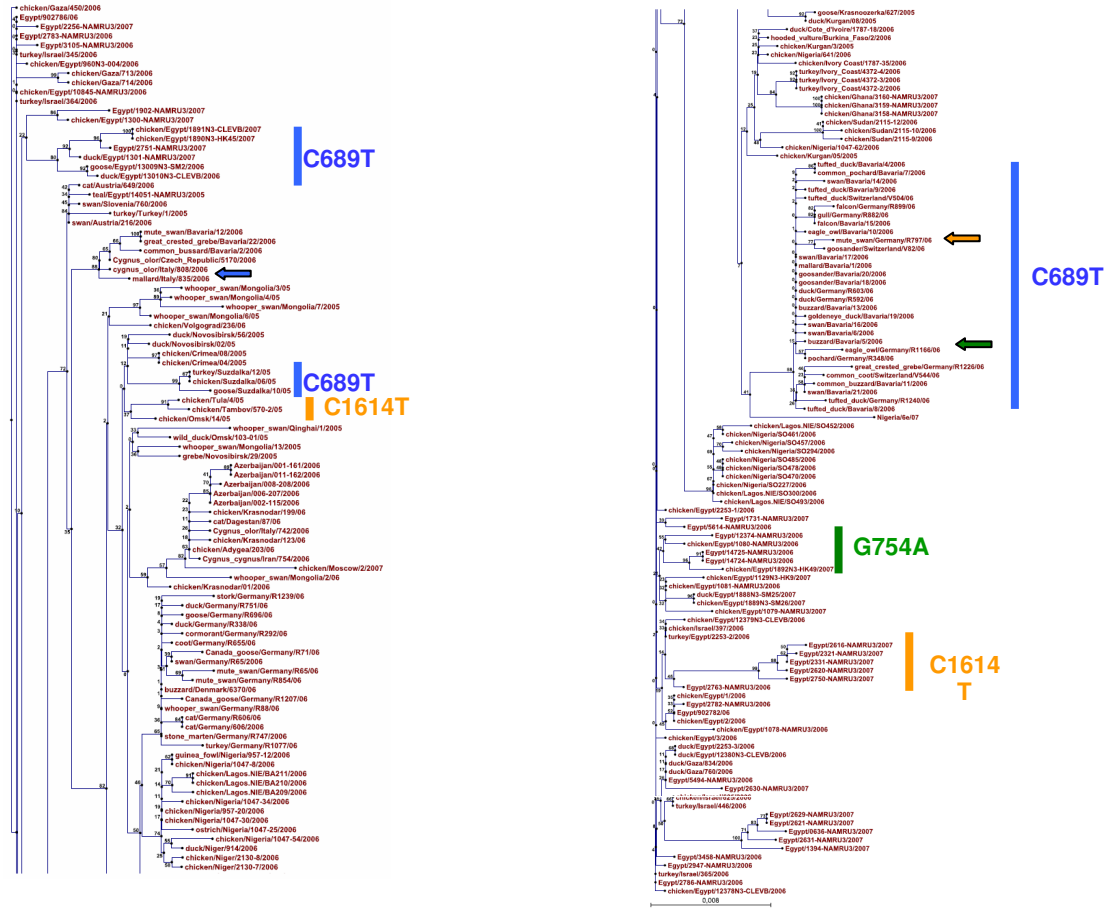 chicken/Gaza/450/2006
Egypt/902786/06
Egypt/2256-NAMRU3/2007
Egypt/2783-NAMRU3/2006
Egypt/3105-NAMRU3/2006
turkey/Israel/345/2006
chicken/Egypt/960N3-004/2006
chicken/Gaza/713/2006
chicken/Gaza/714/2006
chicken/Egypt/10845-NAMRU3/2006
turkey/Israel/364/2006
Egypt/1902-NAMRU3/2007
chicken/Egypt/1300-NAMRU3/2007
chicken/Egypt/1891N3-CLEVB/2007
chicken/Egypt/1890N3-HK45/2007
Egypt/2751-NAMRU3/2007
duck/Egypt/1301-NAMRU3/2007
goose/Egypt/13009N3-SM2/2006
duck/Egypt/13010N3-CLEVB/2006
C689T
cat/Austria/649/2006
teal/Egypt/14051-NAMRU3/2005
swan/Slovenia/760/2006
turkey/Turkey/1/2005
swan/Austria/216/2006
mute_swan/Bavaria/12/2006
great_crested_grebe/Bavaria/22/2006
common_bussard/Bavaria/2/2006
Cygnus_olor/Czech_Republic/5170/2006
cygnus_olor/Italy/808/2006
mallard/Italy/835/2006
whooper_swan/Mongolia/3/05
whooper_swan/Mongolia/4/05
whooper_swan/Mongolia/7/2005
whooper_swan/Mongolia/6/05
chicken/Volgograd/236/06
duck/Novosibirsk/56/2005
duck/Novosibirsk/02/05
chicken/Crimea/08/2005
chicken/Crimea/04/2005
turkey/Suzdalka/12/05
chicken/Suzdalka/06/05
goose/Suzdalka/10/05
C689T
chicken/Tula/4/05
chicken/Tambov/570-2/05
chicken/Omsk/14/05
C1614T
whooper_swan/Qinghai/1/2005
wild_duck/Omsk/103-01/05
whooper_swan/Mongolia/13/2005
grebe/Novosibirsk/29/2005
Azerbaijan/001-161/2006
Azerbaijan/011-162/2006
Azerbaijan/008-208/2006
Azerbaijan/006-207/2006
Azerbaijan/002-115/2006
chicken/Krasnodar/199/06
cat/Dagestan/87/06
Cygnus_olor/Italy/742/2006
chicken/Krasnodar/123/06
chicken/Adygea/203/06
Cygnus_cygnus/Iran/754/2006
chicken/Moscow/2/2007
whooper_swan/Mongolia/2/06
chicken/Krasnodar/01/2006
stork/Germany/R1239/06
duck/Germany/R751/06
goose/Germany/R696/06
duck/Germany/R338/06
cormorant/Germany/R292/06
coot/Germany/R655/06
Canada_goose/Germany/R71/06
swan/Germany/R65/2006
mute_swan/Germany/R65/06
mute_swan/Germany/R854/06
buzzard/Denmark/6370/06
Canada_goose/Germany/R1207/06
whooper_swan/Germany/R88/06
cat/Germany/R606/06
cat/Germany/606/2006
stone_marten/Germany/R747/2006
turkey/Germany/R1077/06
guinea_fowl/Nigeria/957-12/2006
chicken/Nigeria/1047-8/2006
chicken/Lagos.NIE/BA211/2006
chicken/Lagos.NIE/BA210/2006
chicken/Lagos.NIE/BA209/2006
chicken/Nigeria/1047-34/2006
chicken/Nigeria/957-20/2006
chicken/Nigeria/1047-30/2006
ostrich/Nigeria/1047-25/2006
chicken/Nigeria/1047-54/2006
duck/Niger/914/2006
chicken/Niger/2130-8/2006
chicken/Niger/2130-7/2006
goose/Krasnoozerka/627/2005
duck/Kurgan/08/2005
duck/Cote_d'Ivoire/1787-18/2006
hooded_vulture/Burkina_Faso/2/2006
chicken/Kurgan/3/2005
chicken/Nigeria/641/2006
chicken/Ivory_Coast/1787-35/2006
turkey/Ivory_Coast/4372-4/2006
turkey/Ivory_Coast/4372-3/2006
turkey/Ivory_Coast/4372-2/2006
chicken/Ghana/3160-NAMRU3/2007
chicken/Ghana/3159-NAMRU3/2007
chicken/Ghana/3158-NAMRU3/2007
chicken/Sudan/2115-12/2006
chicken/Sudan/2115-10/2006
chicken/Sudan/2115-9/2006
chicken/Nigeria/1047-62/2006
chicken/Kurgan/05/2005
tufted_duck/Bavaria/4/2006
common_pochard/Bavaria/7/2006
swan/Bavaria/14/2006
tufted_duck/Bavaria/9/2006
tufted_duck/Switzerland/V504/06
falcon/Germany/R899/06
gull/Germany/R882/06
falcon/Bavaria/15/2006
eagle_owl/Bavaria/10/2006
mute_swan/Germany/R797/06
goosander/Switzerland/V82/06
swan/Bavaria/17/2006
mallard/Bavaria/1/2006
goosander/Bavaria/20/2006
goosander/Bavaria/18/2006
duck/Germany/R603/06
duck/Germany/R592/06
buzzard/Bavaria/13/2006
goldeneye_duck/Bavaria/19/2006
swan/Bavaria/16/2006
swan/Bavaria/6/2006
buzzard/Bavaria/5/2006
eagle_owl/Germany/R1166/06
pochard/Germany/R348/06
great_crested_grebe/Germany/R1226/06
common_coot/Switzerland/V544/06
common_buzzard/Bavaria/11/2006
swan/Bavaria/21/2006
tufted_duck/Germany/R1240/06
tufted_duck/Bavaria/8/2006
C689T
Nigeria/6e/07
chicken/Lagos.NIE/SO452/2006
chicken/Nigeria/SO461/2006
chicken/Nigeria/SO457/2006
chicken/Nigeria/SO294/2006
chicken/Nigeria/SO485/2006
chicken/Nigeria/SO478/2006
chicken/Nigeria/SO470/2006
chicken/Nigeria/SO227/2006
chicken/Lagos.NIE/SO300/2006
chicken/Lagos.NIE/SO493/2006
chicken/Egypt/2253-1/2006
Egypt/1731-NAMRU3/2007
Egypt/5614-NAMRU3/2006
Egypt/12374-NAMRU3/2006
chicken/Egypt/1080-NAMRU3/2006
Egypt/14725-NAMRU3/2006
Egypt/14724-NAMRU3/2006
chicken/Egypt/1892N3-HK49/2007
G754A
chicken/Egypt/1129N3-HK9/2007
chicken/Egypt/1081-NAMRU3/2006
duck/Egypt/1888N3-SM25/2007
chicken/Egypt/1889N3-SM26/2007
chicken/Egypt/1079-NAMRU3/2007
chicken/Egypt/12379N3-CLEVB/2006
chicken/Israel/397/2006
turkey/Egypt/2253-2/2006
Egypt/2616-NAMRU3/2007
Egypt/2321-NAMRU3/2007
Egypt/2331-NAMRU3/2007
Egypt/2620-NAMRU3/2007
Egypt/2750-NAMRU3/2007
C1614
T
Egypt/2763-NAMRU3/2006
chicken/Egypt/1/2006
Egypt/2782-NAMRU3/2006
Egypt/902782/06
chicken/Egypt/2/2006
chicken/Egypt/1078-NAMRU3/2006
chicken/Egypt/3/2006
duck/Egypt/2253-3/2006
duck/Egypt/12380N3-CLEVB/2006
duck/Gaza/834/2006
duck/Gaza/760/2006
Egypt/5494-NAMRU3/2006
Egypt/2630-NAMRU3/2007
turkey/Israel/446/2006
Egypt/2629-NAMRU3/2007
Egypt/2621-NAMRU3/2007
Egypt/0636-NAMRU3/2007
Egypt/2631-NAMRU3/2007
Egypt/1394-NAMRU3/2007
Egypt/3458-NAMRU3/2006
Egypt/2947-NAMRU3/2006
turkey/Israel/365/2006
Egypt/2786-NAMRU3/2006
chicken/Egypt/12378N3-CLEVB/2006
0,008